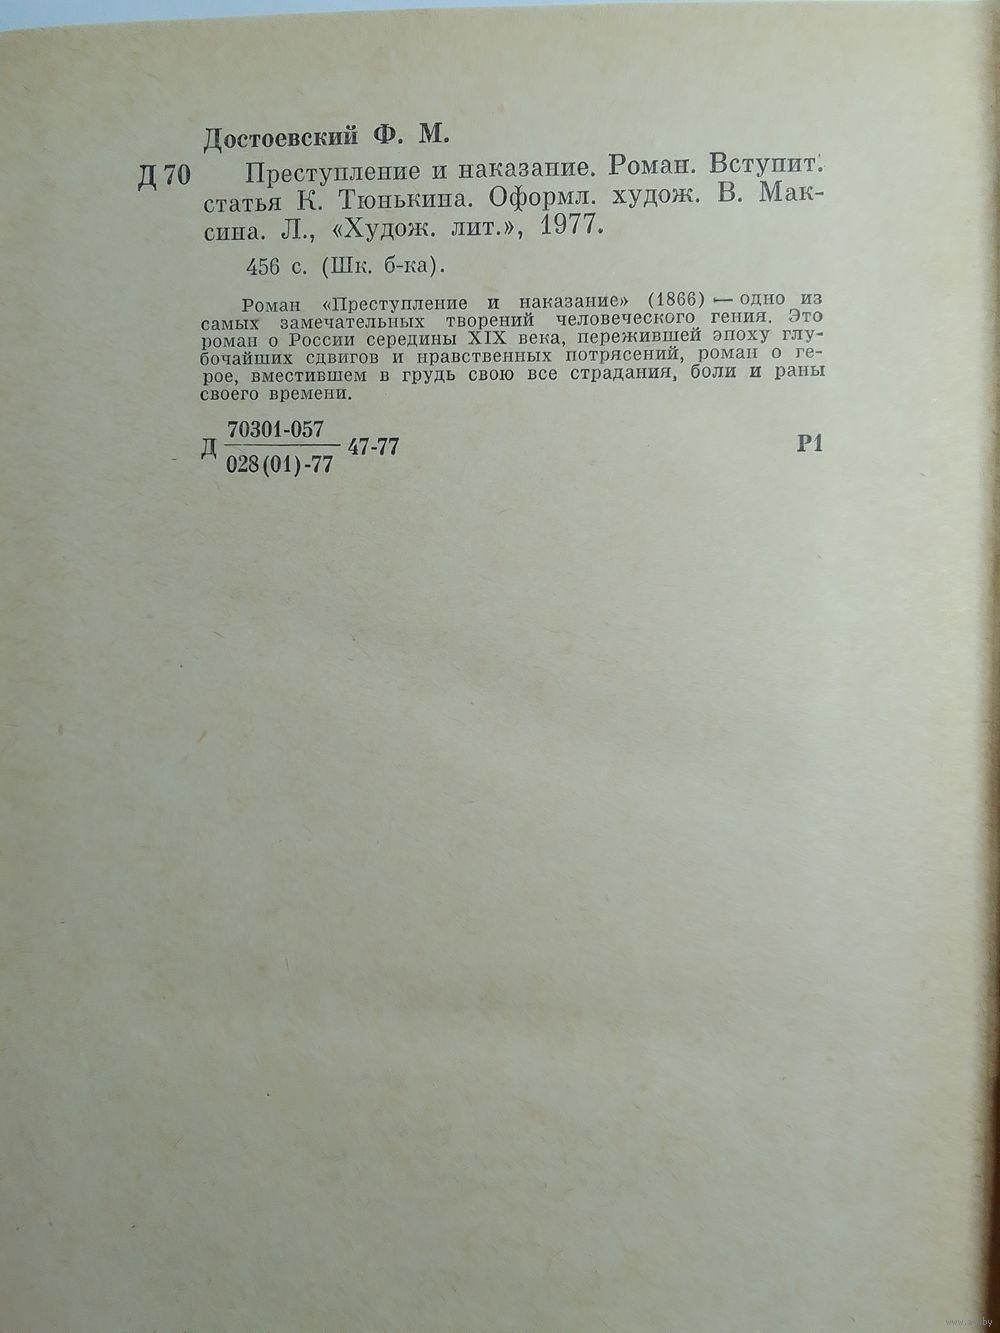 Достоевский Ф. М.
Д 70 Преступление и наказание. Роман. Вступит.
статья К. Тюнькина. Оформл. худож. В. Мак-
сина. Л., «Худож. лит.», 1977.
456 с. (Шк. б-ка).
Роман «Преступление и наказание» (1866) — одно из
самых замечательных творений человеческого гения. Это
роман о России середины XIX века, пережившей эпоху глу-
бочайших сдвигов и нравственных потрясений, роман о ге-
рое, вместившем в грудь свою все страдания, боли и раны
своего времени.
70301-057
Д 47-77 Р1
028(01)-77